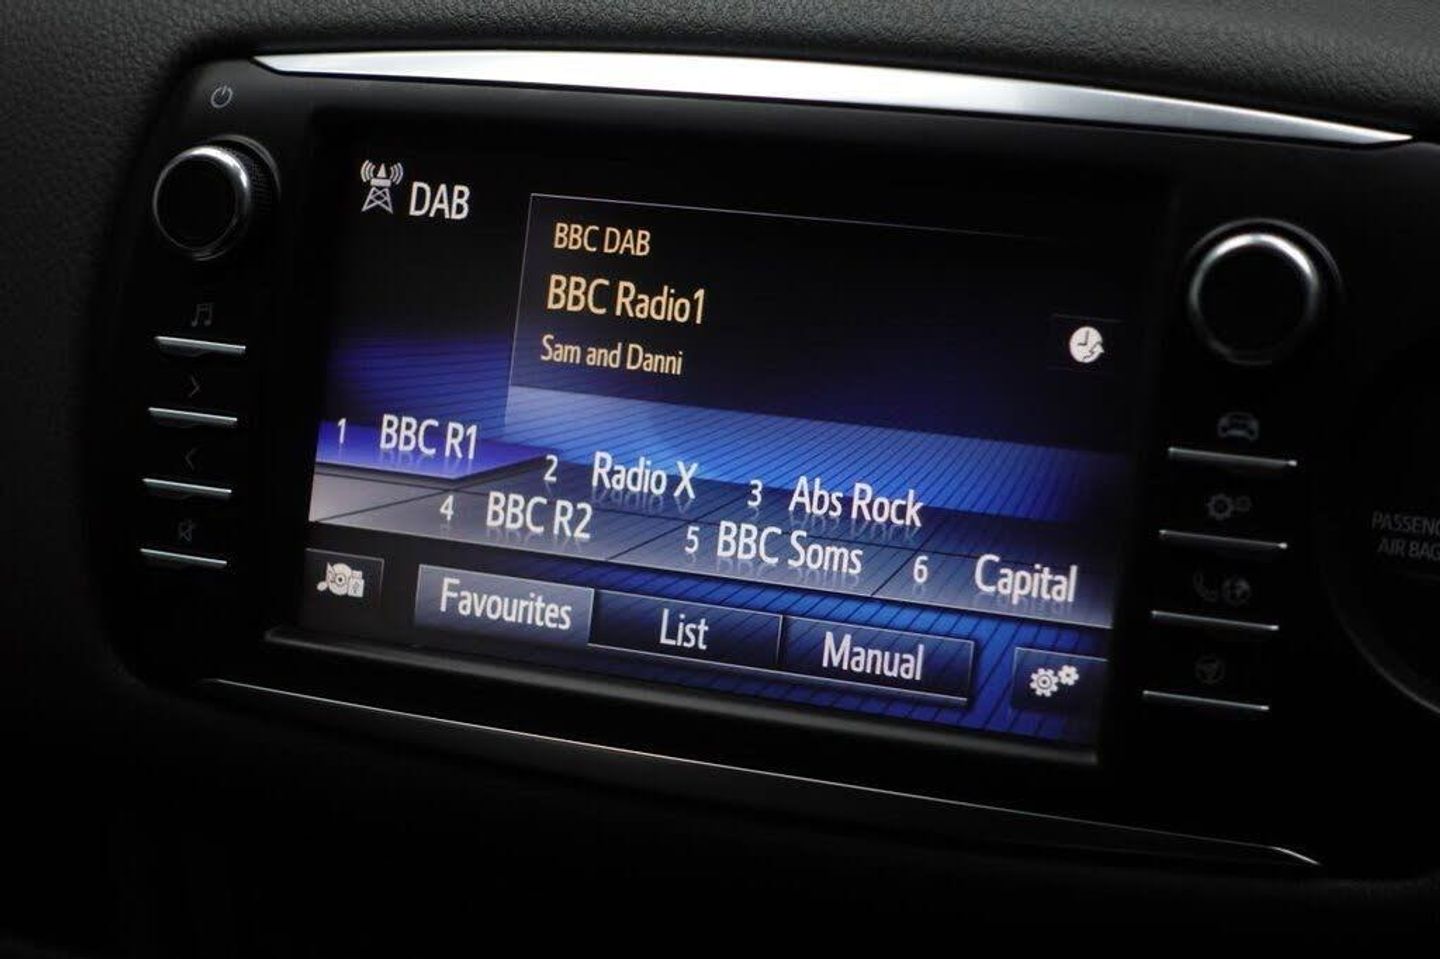 DAB
BBC DAB
BBC Radio1
Sam and Danni
1 BBC R1
2 Radio X
3 Abs Rock
4 BBC R2
5 BBC Soms
6 Capital
Favourites
List
Manual
AIR BAG